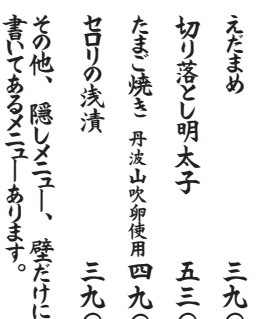 えだまめ 三九〇
切り落とし明太子 五三〇
たまご焼き 丹波山吹卵使用 四九〇
セロリの浅漬 三九〇
その他、隠しメニュー、壁だけに
書いてあるメニューあります。